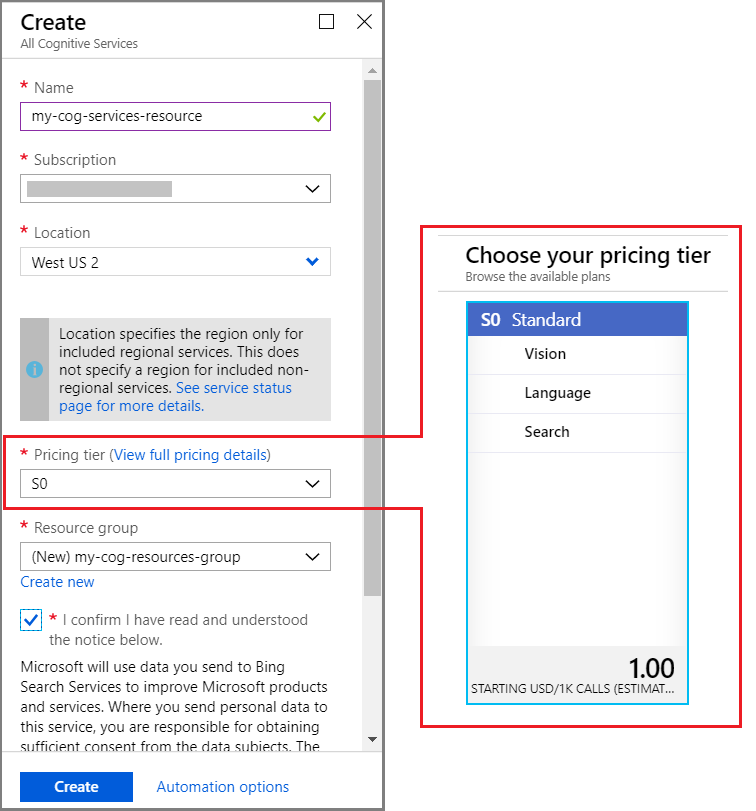 Create
All Cognitive Services
* Name
my-cog-services-resource
* Subscription
* Location
West US 2
Location specifies the region only for
included regional services. This does
not specify a region for included non-
regional services. See service status
page for more details.
* Pricing tier (View full pricing details)
S0
* Resource group
(New) my-cog-resources-group
Create new
* I confirm I have read and understood
the notice below.
Microsoft will use data you send to Bing
Search Services to improve Microsoft products
and services. Where you send personal data to
this service, you are responsible for obtaining
sufficient consent from the data subjects. The
Create
Automation options
Choose your pricing tier
Browse the available plans
S0 Standard
Vision
Language
Search
1.00
STARTING USD/1K CALLS (ESTIMAT...